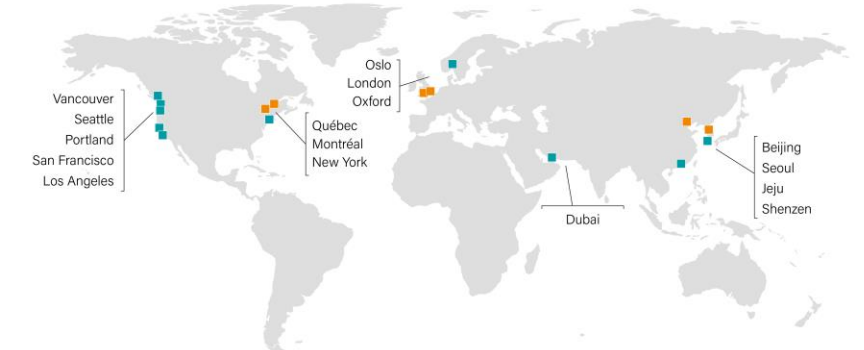 Vancouver
Seattle
Portland
San Francisco
Los Angeles
Québec
Montréal
New York
Oslo
London
Oxford
Dubai
Beijing
Seoul
Jeju
Shenzen